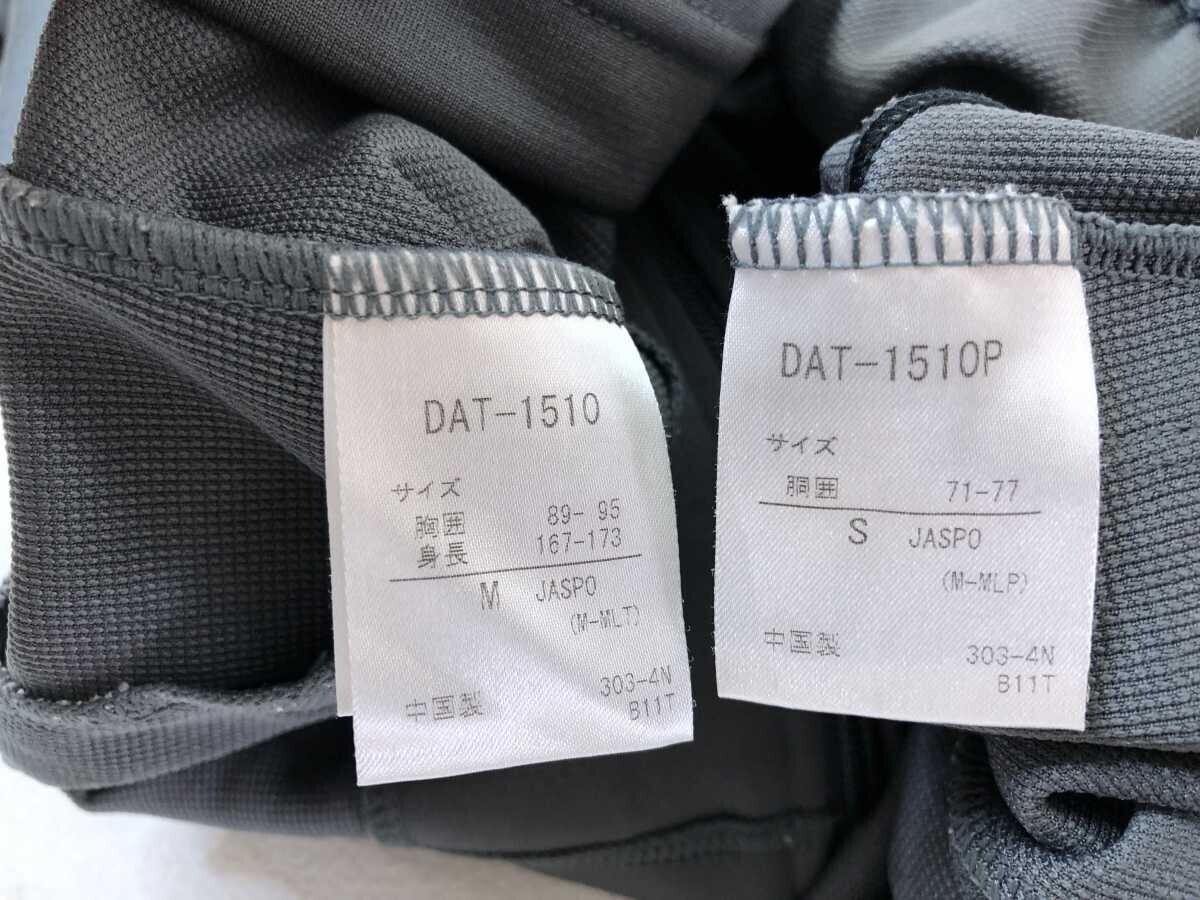 DAT-1510
サイズ
胸囲 89- 95
身長 167-173
M JASPO
(M-MLT)
303-4N
中国製 B11T
DAT-1510P
サイズ
胴囲 71-77
S JASPO
(M-MLP)
中国製 303-4N
B11T